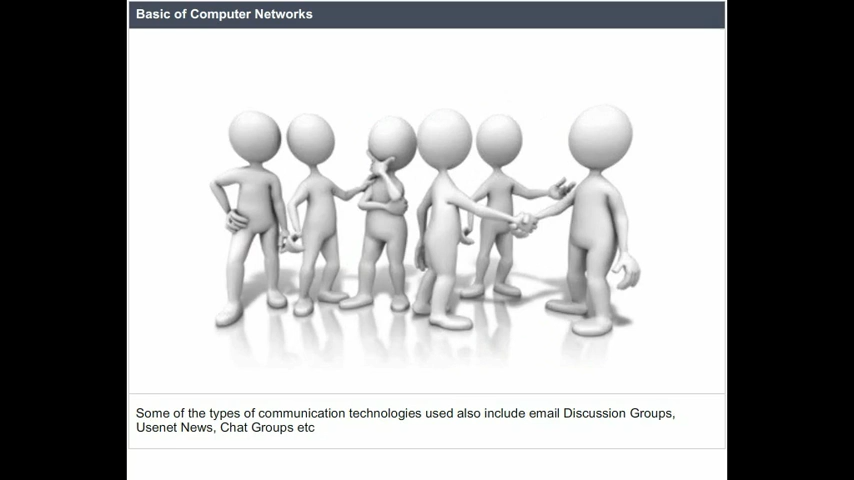 Basic of Computer Networks
Some of the types of communication technologies used also include email Discussion Groups,
Usenet News, Chat Groups etc